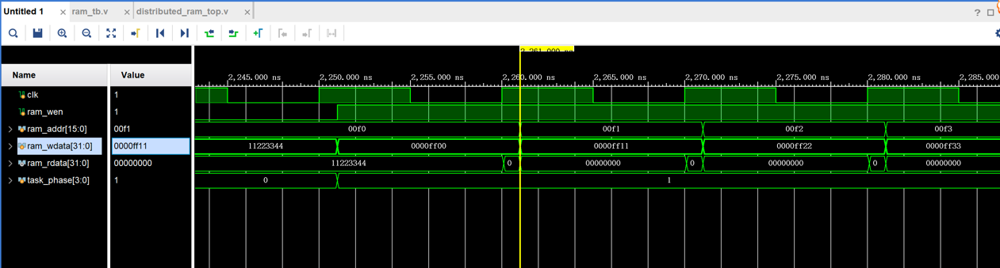 Untitled 1 × ram_tb.v × distributed_ram_top.v × ?
2,261.000 ns
Name Value
2,245.000 ns 2,250.000 ns 2,255.000 ns 2,260.000 ns 2,265.000 ns 2,270.000 ns 2,275.000 ns 2,280.000 ns 2,285.000
clk 1
ram_wen 1
ram_addr[15:0] 00f1 00f0 00f1 00f2 00f3
ram_wdata[31:0] 0000ff11 11223344 0000ff00 0000ff11 0000ff22 0000ff33
ram_rdata[31:0] 00000000 11223344 0 00000000 0 00000000 0 00000000
task_phase[3:0] 1 0 1